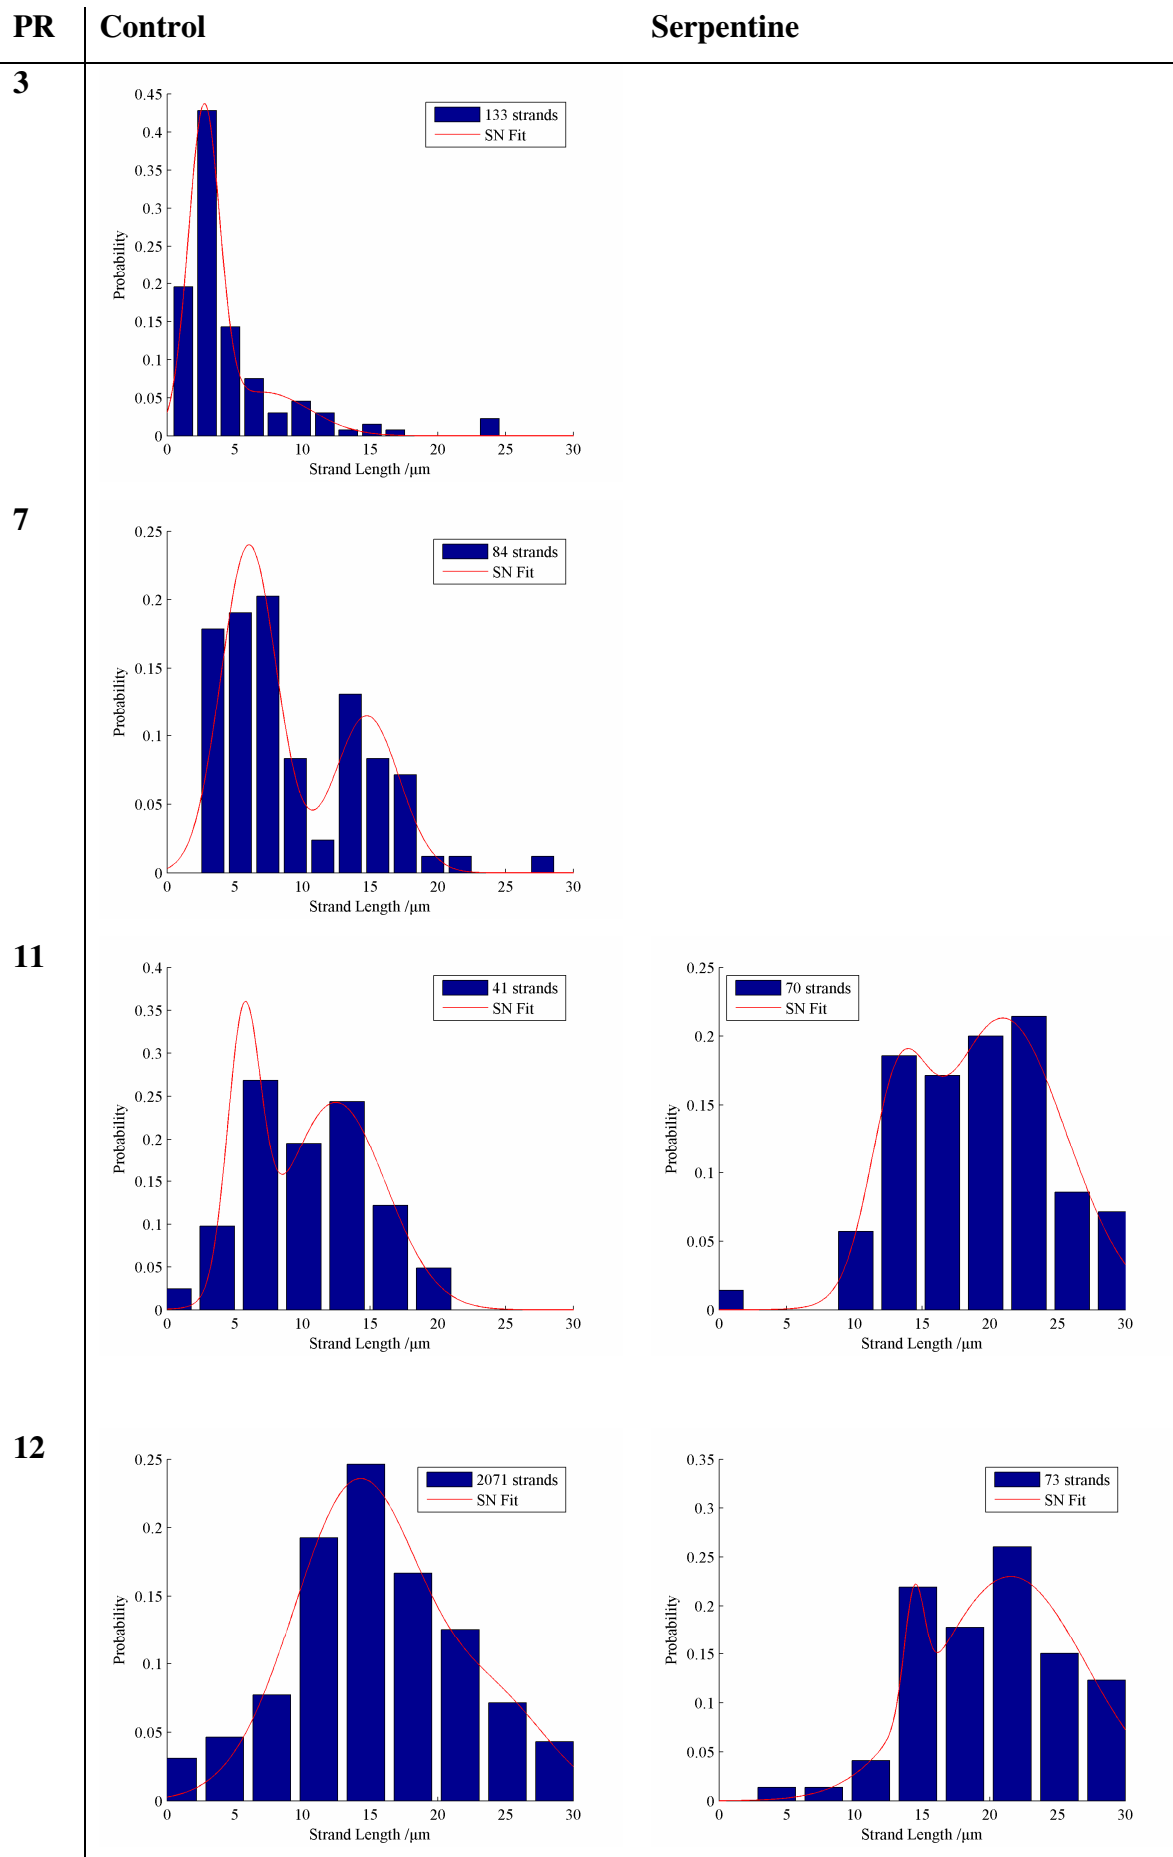 PR Control Serpentine
3
0.45
0.4
0.35
0.3
0.25
0.2
0.15
0.1
0.05
0
Probability
133 strands
SN Fit
0 5 10 15 20 25 30
Strand Length /μm
7
0.25
0.2
0.15
0.1
0.05
0
Probability
84 strands
SN Fit
0 5 10 15 20 25 30
Strand Length /μm
11
0.4
0.35
0.3
0.25
0.2
0.15
0.1
0.05
0
Probability
41 strands
SN Fit
0 5 10 15 20 25 30
Strand Length /μm
0.25
0.2
0.15
0.1
0.05
0
Probability
70 strands
SN Fit
0 5 10 15 20 25 30
Strand Length /μm
12
0.25
0.2
0.15
0.1
0.05
0
Probability
2071 strands
SN Fit
0 5 10 15 20 25 30
Strand Length /μm
0.35
0.3
0.25
0.2
0.15
0.1
0.05
0
Probability
73 strands
SN Fit
0 5 10 15 20 25 30
Strand Length /μm